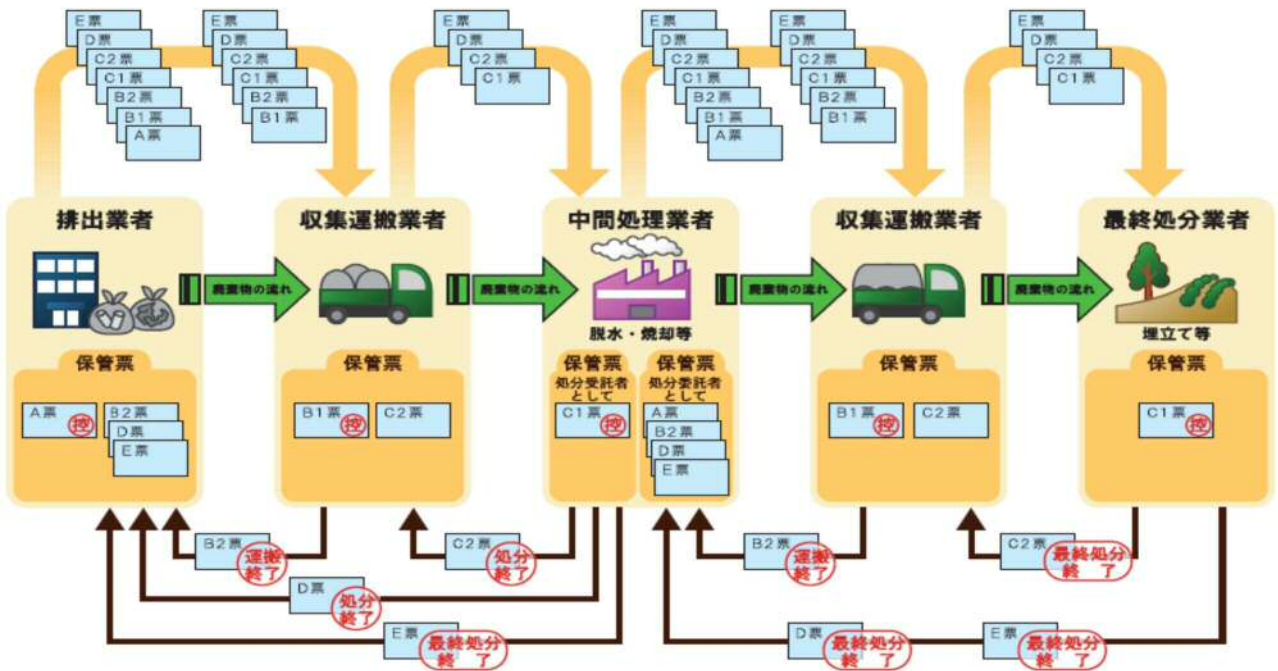 E票
D票
C2票
C1票
B2票
B1票
A票
E票
D票
C2票
C1票
B2票
B1票
E票
D票
C2票
C1票
E票
D票
C2票
C1票
B2票
B1票
A票
E票
D票
C2票
C1票
B2票
B1票
E票
D票
C2票
C1票
排出業者
収集運搬業者
中間処理業者
収集運搬業者
最終処分業者
廃棄物の流れ
廃棄物の流れ
廃棄物の流れ
廃棄物の流れ
脱水・焼却等
埋立て等
保管票
A票
控
B2票
D票
E票
保管票
B1票
控
C2票
保管票
処分受託者
として
C1票
控
保管票
処分委託者
として
A票
B2票
D票
E票
保管票
B1票
控
C2票
保管票
C1票
控
B2票
運搬
終了
C2票
処分
終了
B2票
運搬
終了
C2票
最終処分
終 了
D票
処分
終了
E票
最終処分
終 了
D票
最終処分
終 了
E票
最終処分
終 了